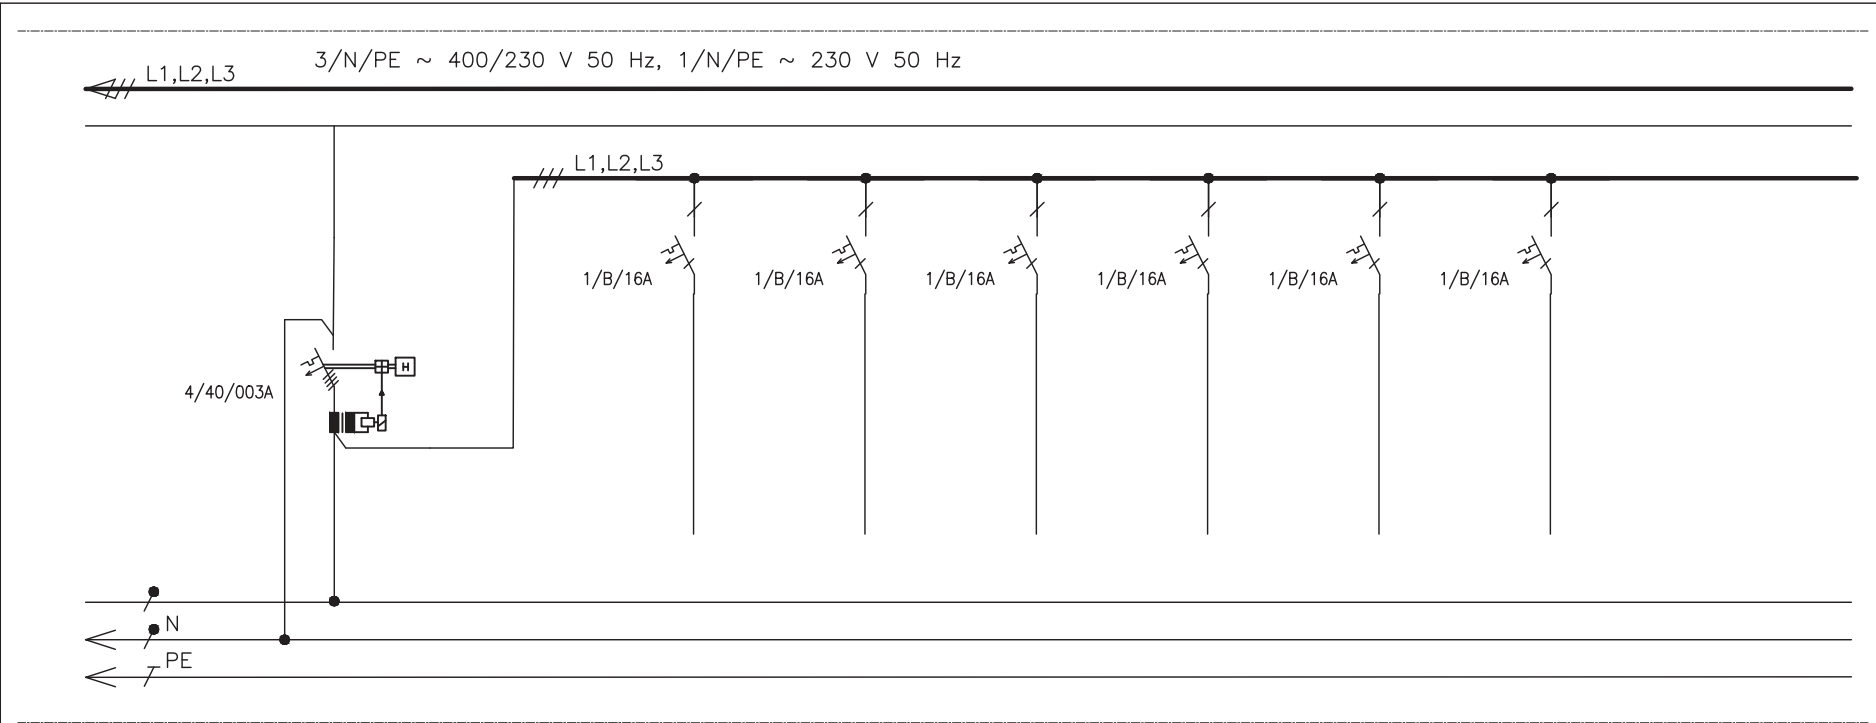 3/N/PE ~ 400/230 V 50 Hz, 1/N/PE ~ 230 V 50 Hz
L1,L2,L3
L1,L2,L3
1/B/16A 1/B/16A 1/B/16A 1/B/16A 1/B/16A 1/B/16A
H
4/40/003A
N
PE